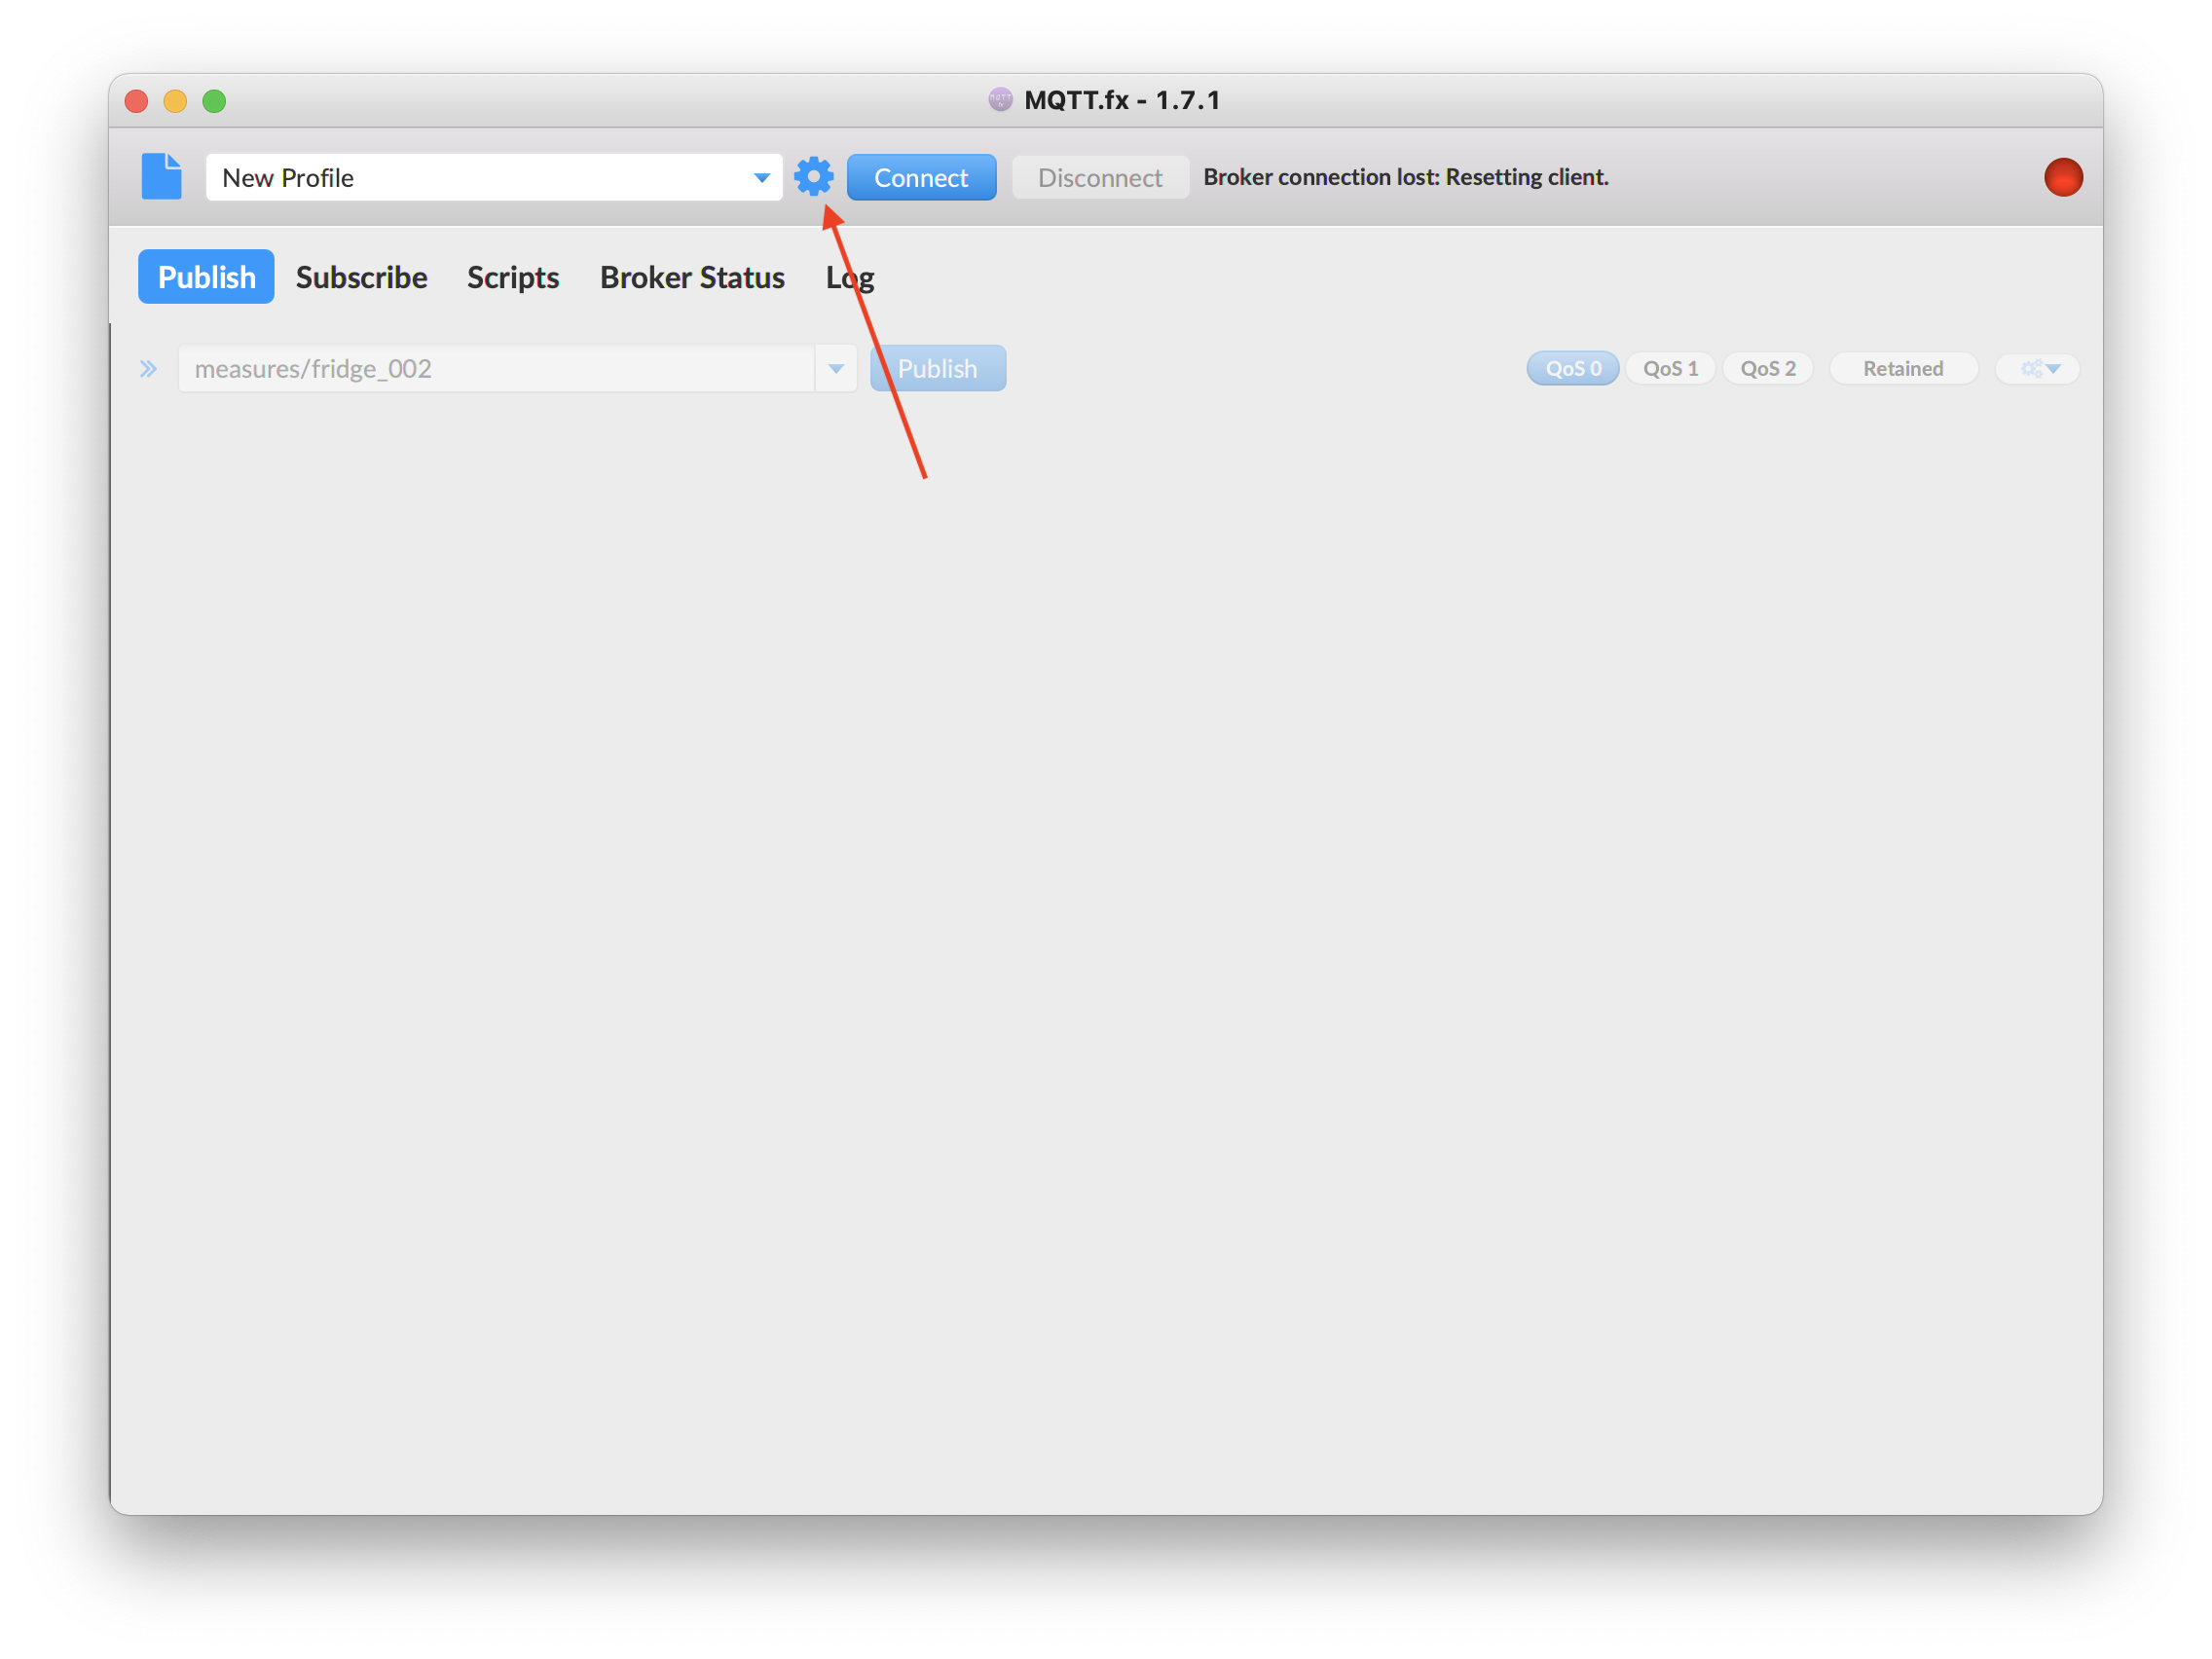 MQTT.fx - 1.7.1
New Profile
Connect
Disconnect
Broker connection lost: Resetting client.
Publish
Subscribe
Scripts
Broker Status
Log
measures/fridge_002
Publish
QoS 0
QoS 1
QoS 2
Retained